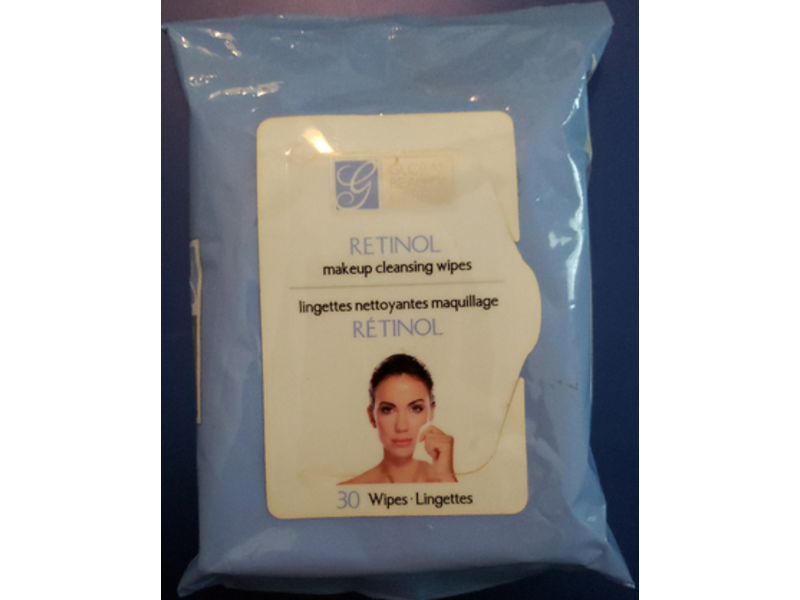 G
RETINOL
makeup cleansing wipes
lingettes nettoyantes maquillage
RÉTINOL
30 Wipes · Lingettes